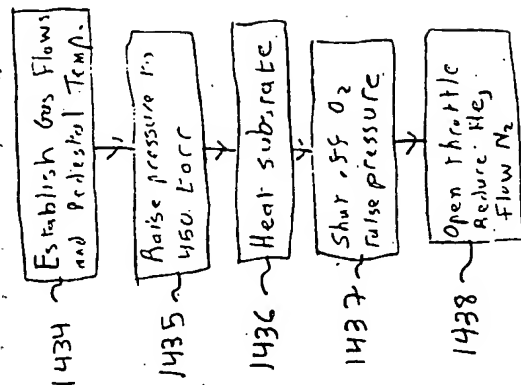 1434
Establish Gas Flows
and Pedestal Temp.
1435
Raise pressure to
450 torr
1436
Heat substrate
1437
Shut off O2
Pulse pressure
1438
Open throttle
Reduce He,
Flow N2